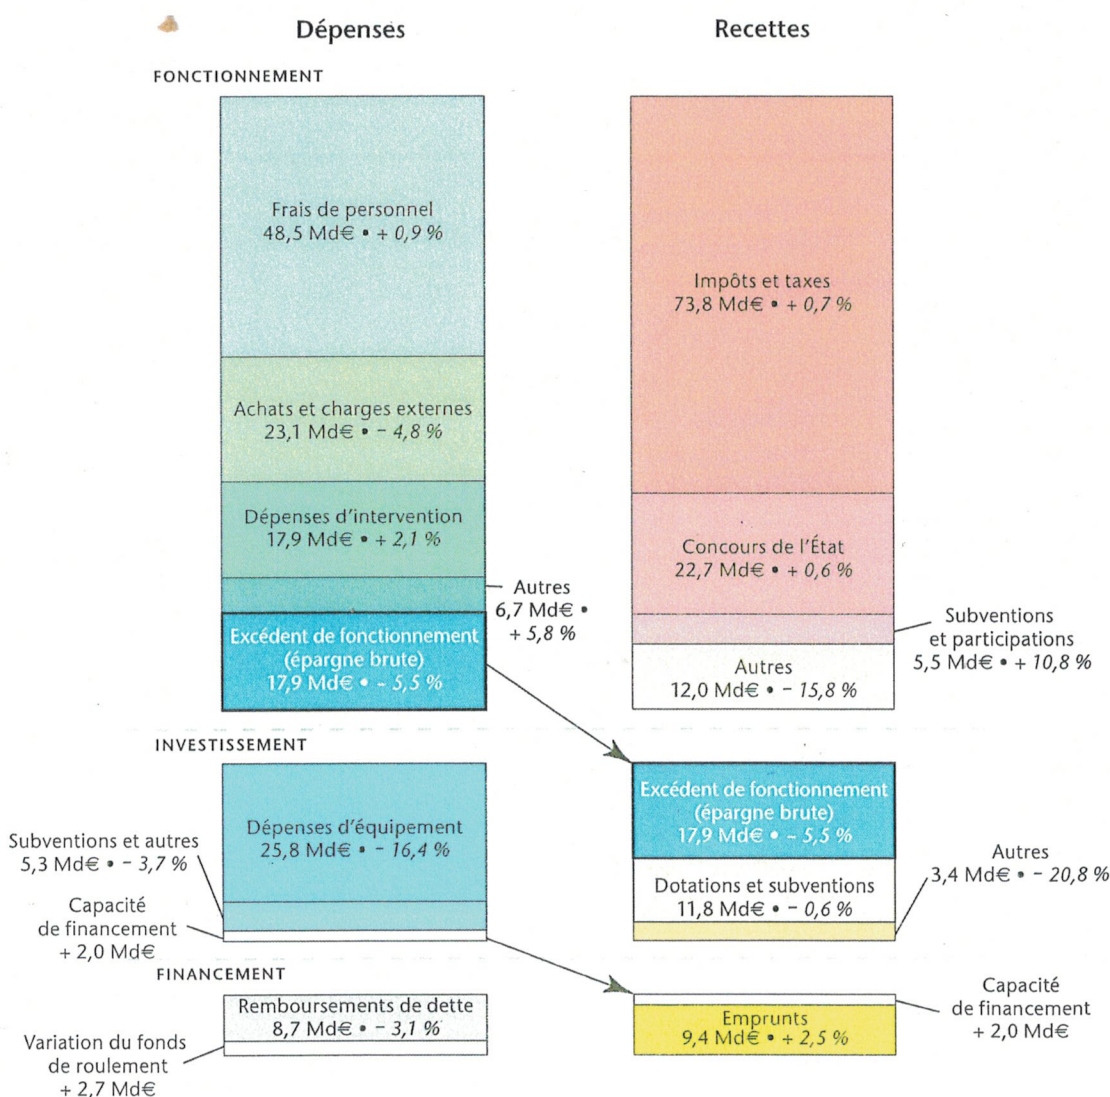 Dépenses
Recettes
FONCTIONNEMENT
Frais de personnel
48,5 Md€ • + 0,9 %
Achats et charges externes
23,1 Md€ • − 4,8 %
Dépenses d’intervention
17,9 Md€ • + 2,1 %
Autres
6,7 Md€ •
+ 5,8 %
Excédent de fonctionnement
(épargne brute)
17,9 Md€ • - 5,5 %
Impôts et taxes
73,8 Md€ • + 0,7 %
Concours de l’État
22,7 Md€ • + 0,6 %
Subventions
et participations
5,5 Md€ • + 10,8 %
Autres
12,0 Md€ • − 15,8 %
INVESTISSEMENT
Dépenses d’équipement
25,8 Md€ • − 16,4 %
Subventions et autres
5,3 Md€ • − 3,7 %
Capacité
de financement
+ 2,0 Md€
Excédent de fonctionnement
(épargne brute)
17,9 Md€ • - 5,5 %
Dotations et subventions
11,8 Md€ • − 0,6 %
Autres
3,4 Md€ • − 20,8 %
FINANCEMENT
Remboursements de dette
8,7 Md€ • − 3,1 %
Variation du fonds
de roulement
+ 2,7 Md€
Capacité
de financement
+ 2,0 Md€
Emprunts
9,4 Md€ • + 2,5 %